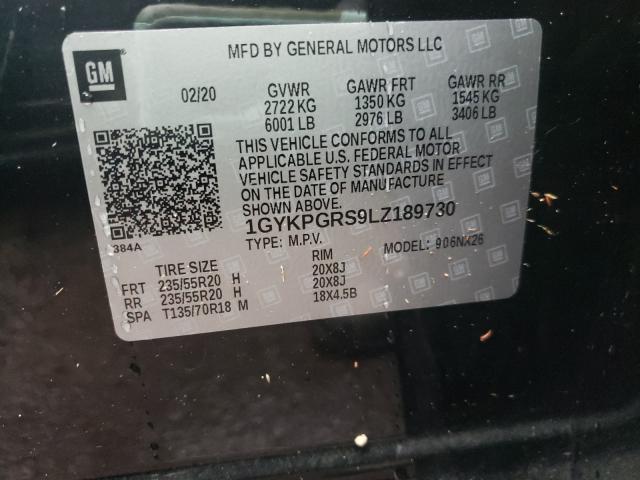 GM
MFD BY GENERAL MOTORS LLC
02/20 GVWR GAWR FRT GAWR RR
2722 KG 1350 KG 1545 KG
6001 LB 2976 LB 3406 LB
THIS VEHICLE CONFORMS TO ALL
APPLICABLE U.S. FEDERAL MOTOR
VEHICLE SAFETY STANDARDS IN EFFECT
ON THE DATE OF MANUFACTURE
SHOWN ABOVE.
1GYKPGRS9LZ189730
384A
TYPE: M.P.V. MODEL: 906NX26
TIRE SIZE RIM
FRT 235/55R20 H 20X8J
RR 235/55R20 H 20X8J
SPA T135/70R18 M 18X4.5B